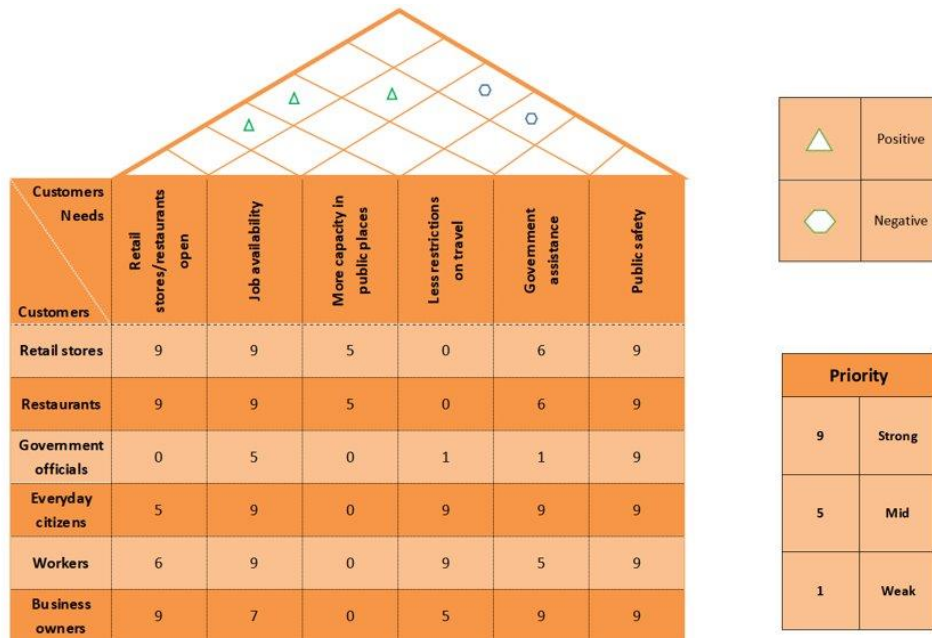 Customers
Needs
Customers
Retail
stores/restaurants
open
Job availability
More capacity in
public places
Less restrictions
on travel
Government
assistance
Public safety
Retail stores 9 9 5 0 6 9
Restaurants 9 9 5 0 6 9
Government
officials 0 5 0 1 1 9
Everyday
citizens 5 9 0 9 9 9
Workers 6 9 0 9 5 9
Business
owners 9 7 0 5 9 9
Positive
Negative
Priority
9 Strong
5 Mid
1 Weak